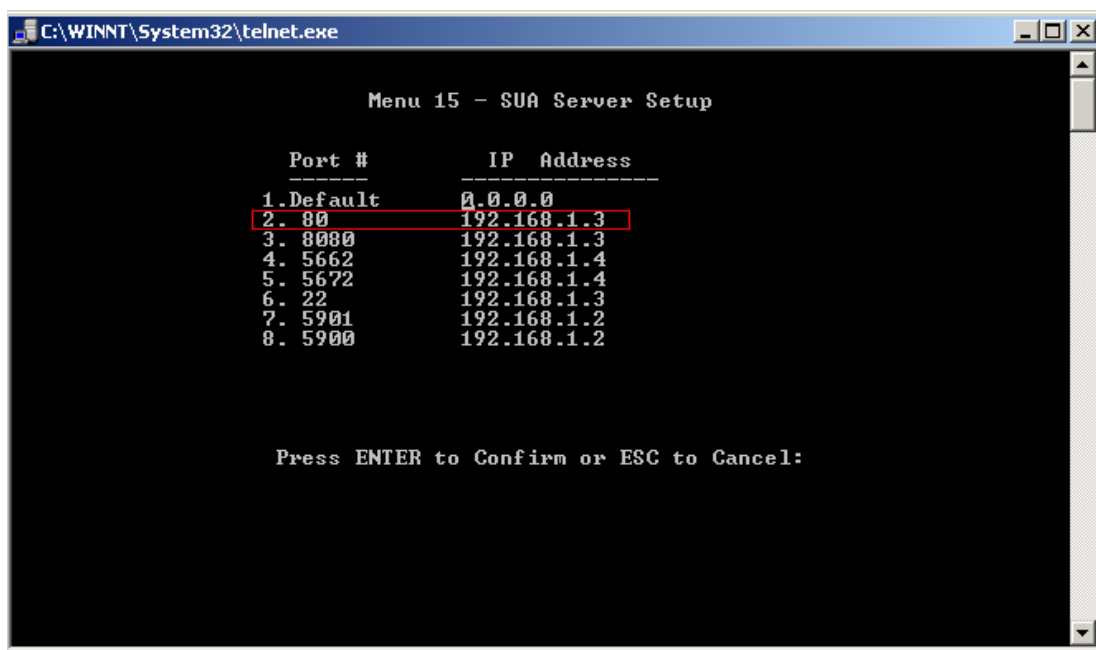 C:\WINNT\System32\telnet.exe
Menu 15 - SUA Server Setup
Port # IP Address
1.Default 0.0.0.0
2. 80 192.168.1.3
3. 8080 192.168.1.3
4. 5662 192.168.1.4
5. 5672 192.168.1.4
6. 22 192.168.1.3
7. 5901 192.168.1.2
8. 5900 192.168.1.2
Press ENTER to Confirm or ESC to Cancel: